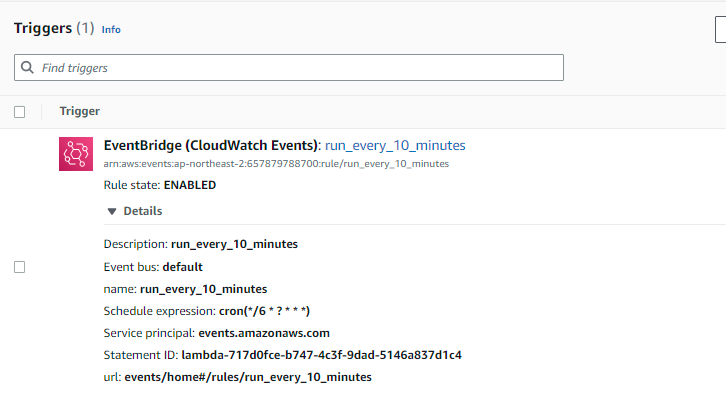 Triggers (1) Info
Find triggers
Trigger
EventBridge (CloudWatch Events): run_every_10_minutes
arn:aws:events:ap-northeast-2:657879788700:rule/run_every_10_minutes
Rule state: ENABLED
Details
Description: run_every_10_minutes
Event bus: default
name: run_every_10_minutes
Schedule expression: cron(*/6 * ? * * *)
Service principal: events.amazonaws.com
Statement ID: lambda-717d0fce-b747-4c3f-9dad-5146a837d1c4
url: events/home#/rules/run_every_10_minutes